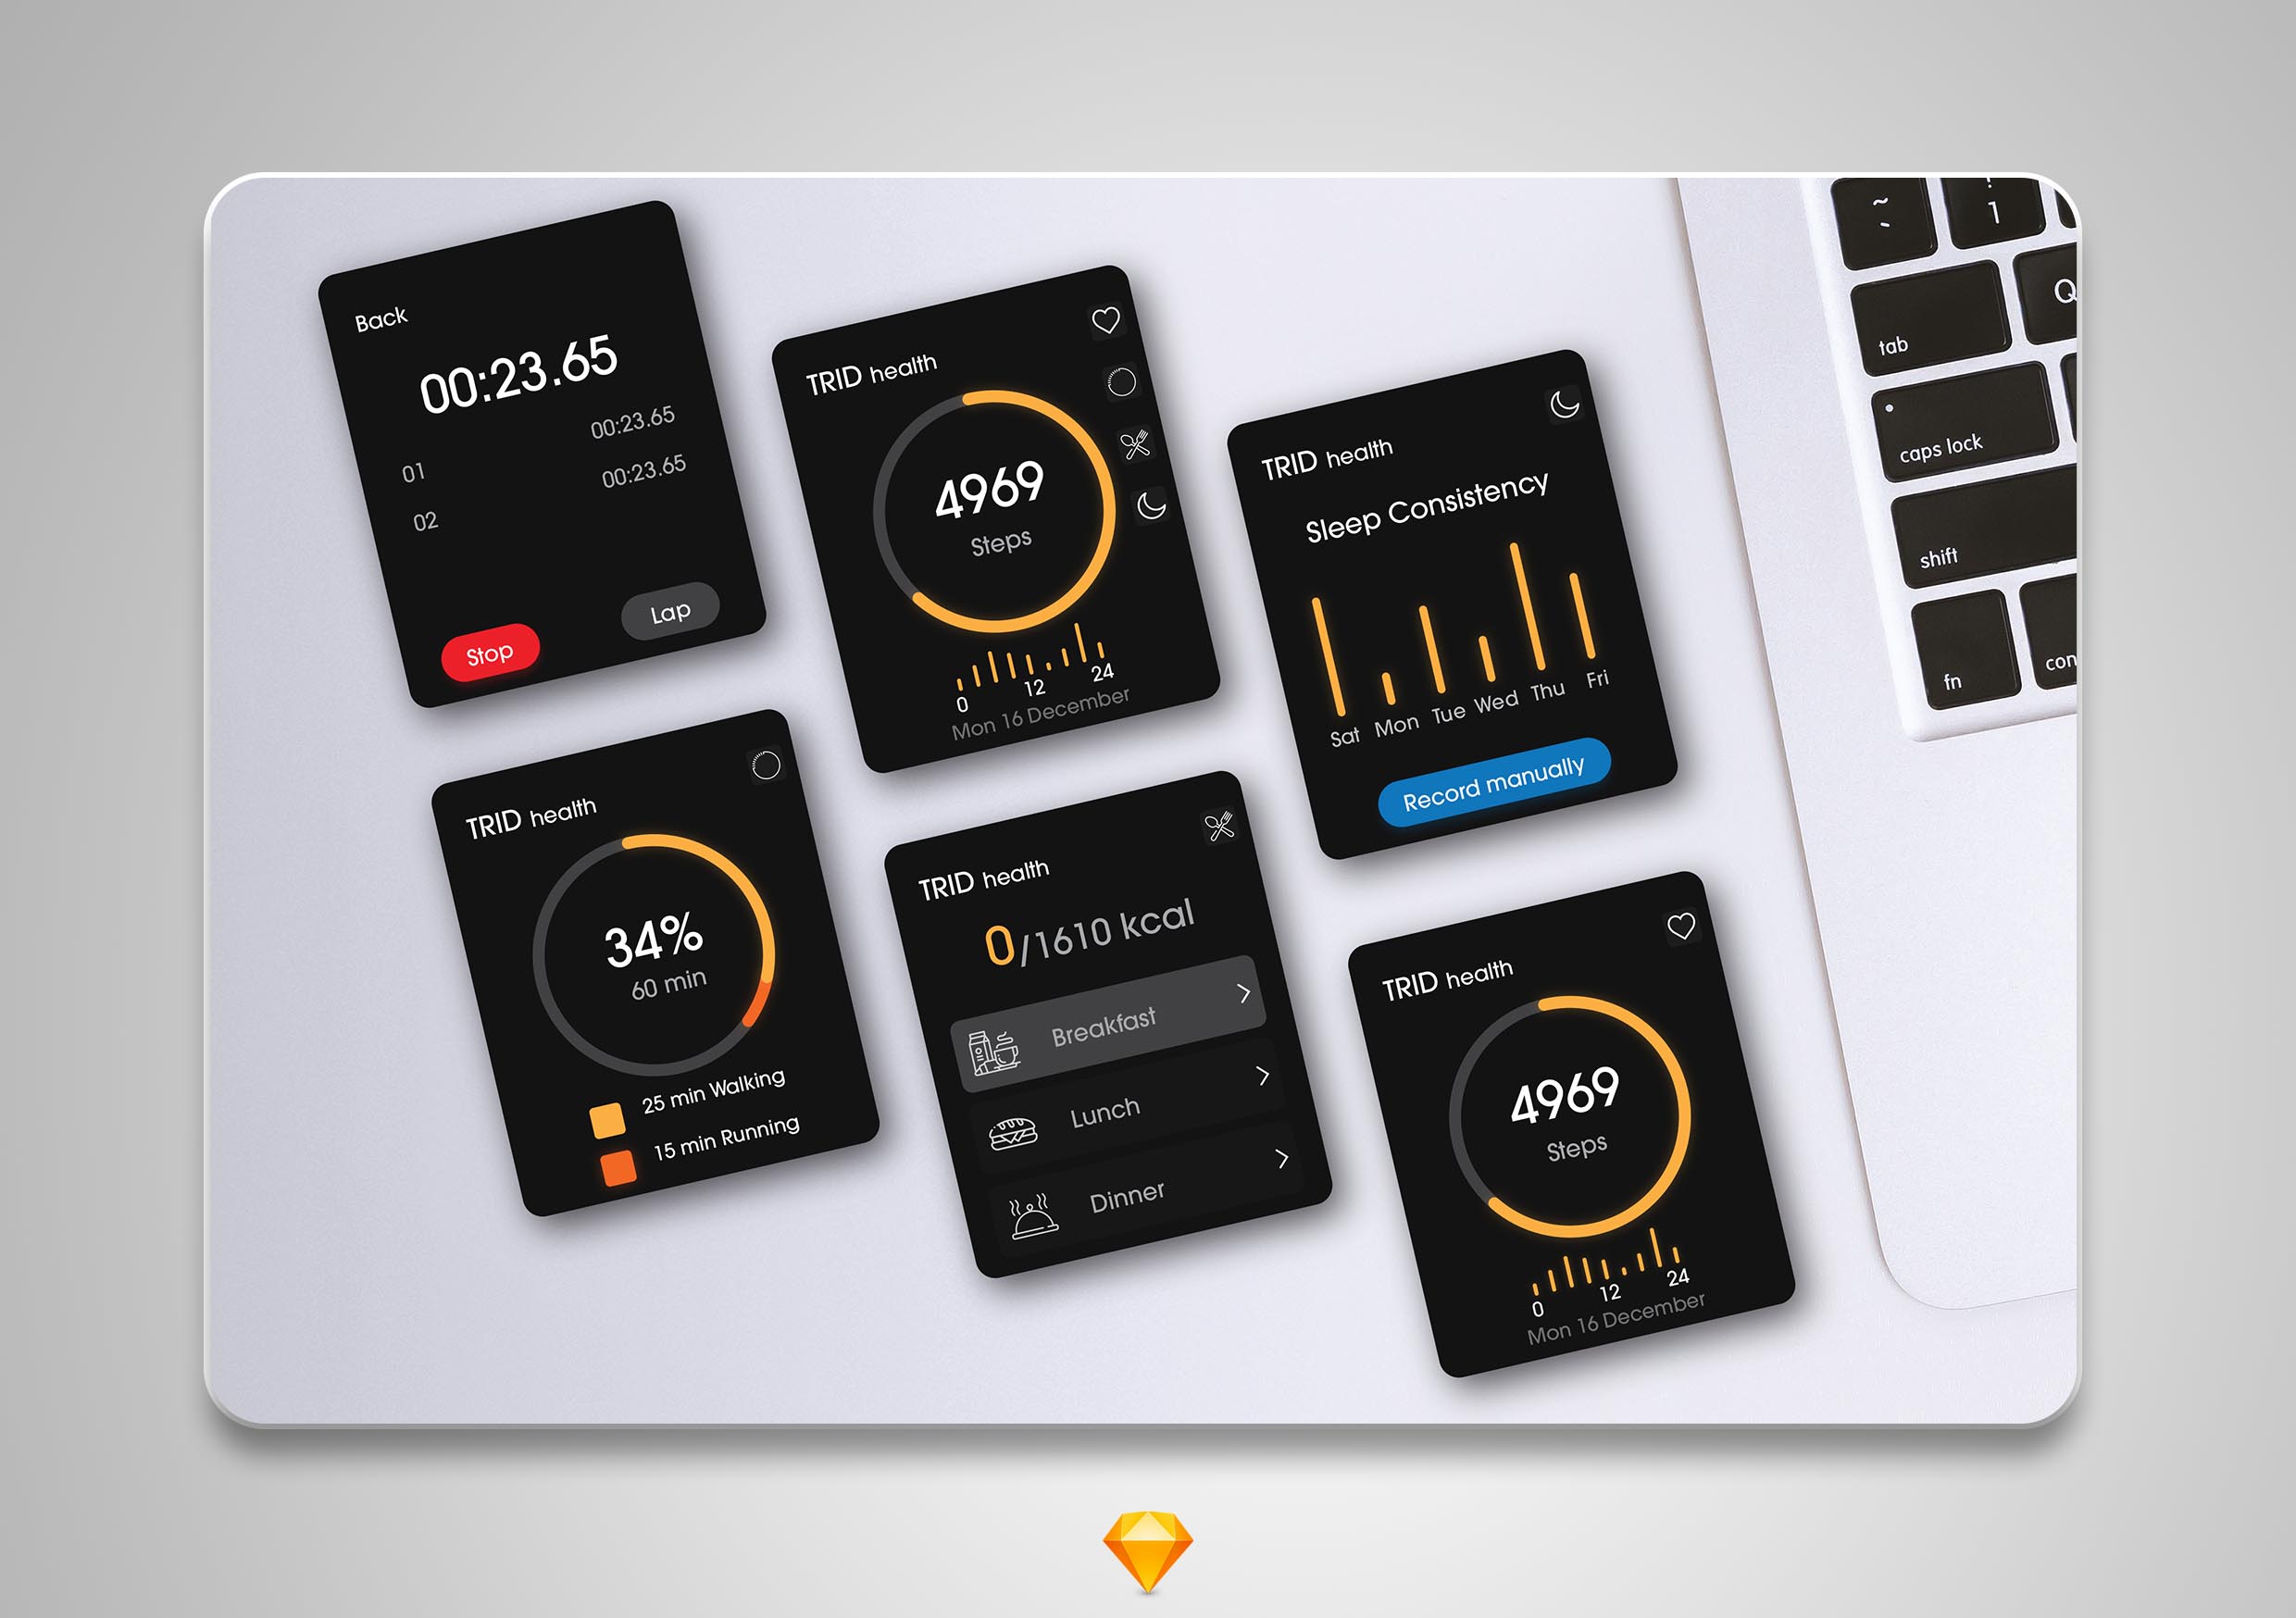 Back
00:23.65
00:23.65
01
00:23.65
02
Stop
Lap
TRID health
4969
Steps
0 12 24
Mon 16 December
TRID health
Sleep Consistency
Sat Mon Tue Wed Thu Fri
Record manually
TRID health
34%
60 min
25 min Walking
15 min Running
TRID health
0/1610 kcal
Breakfast
Lunch
Dinner
TRID health
4969
Steps
0 12 24
Mon 16 December
~
`
!
1
tab
Q
caps lock
shift
fn
con